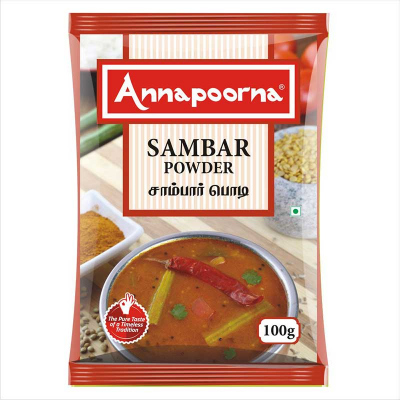 Annapoorna®
SAMBAR
POWDER
சாம்பார் பொடி
The Pure Taste
of a Timeless
Tradition
100g